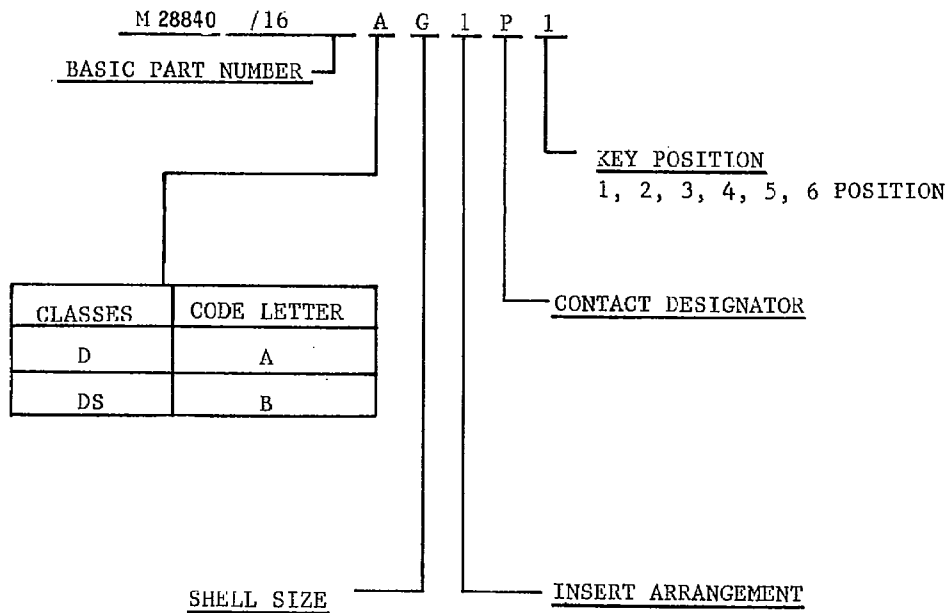 M 28840 /16 A G 1 P 1
BASIC PART NUMBER
KEY POSITION
1, 2, 3, 4, 5, 6 POSITION
CLASSES CODE LETTER
D A
DS B
CONTACT DESIGNATOR
SHELL SIZE
INSERT ARRANGEMENT